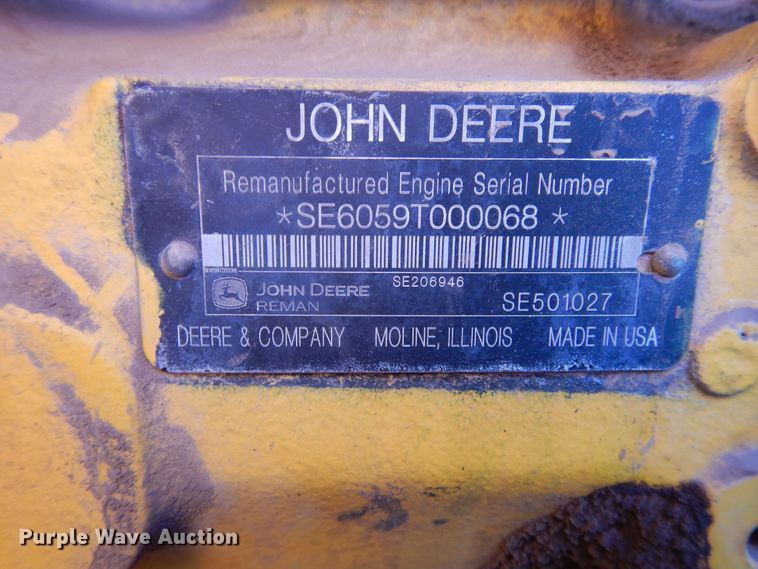 JOHN DEERE
Remanufactured Engine Serial Number
*SE6059T000068*
SE6059T000068
SE206946
JOHN DEERE
REMAN
SE501027
DEERE & COMPANY MOLINE, ILLINOIS MADE IN USA
Purple Wave Auction